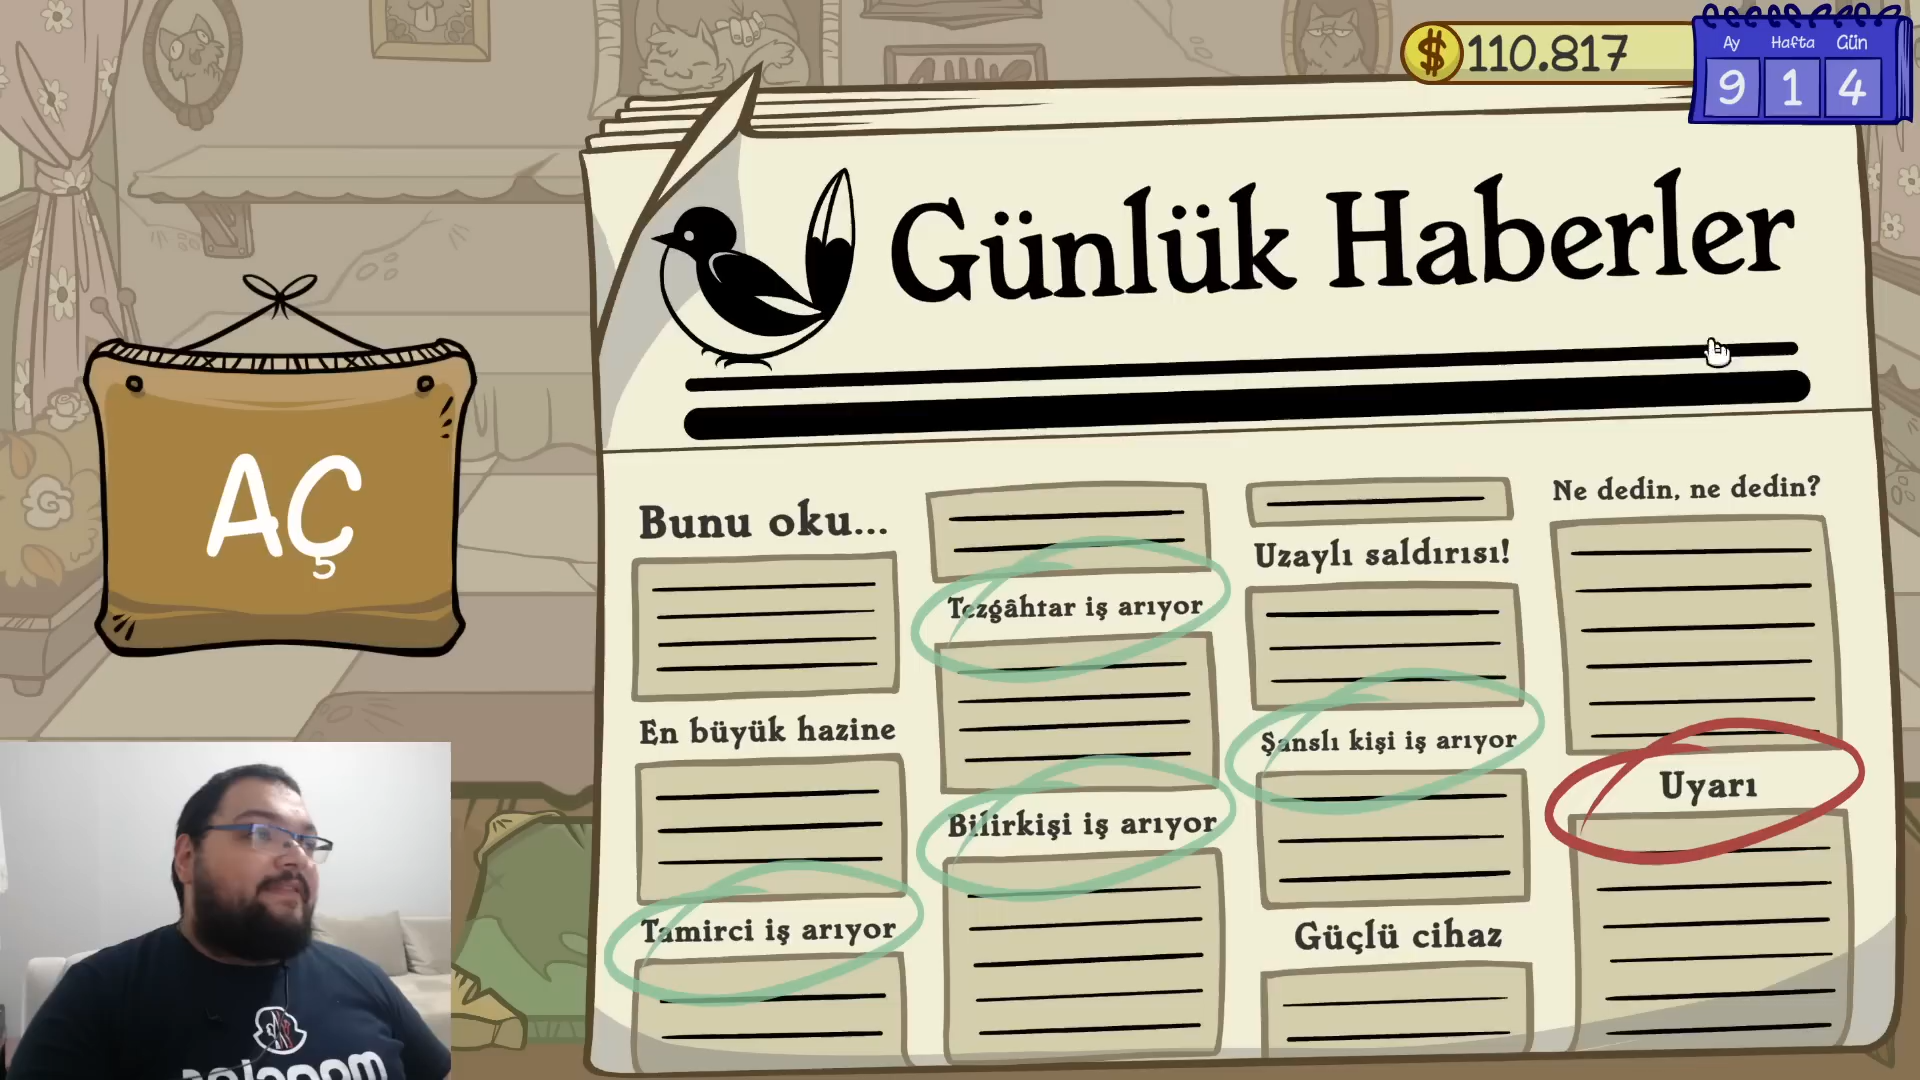 $ 110.817
Ay Hafta Gün
9 1 4
Günlük Haberler
AÇ
Bunu oku...
En büyük hazine
Tamirci iş arıyor
Tezgâhtar iş arıyor
Bilirkişi iş arıyor
Uzaylı saldırısı!
Şanslı kişi iş arıyor
Güçlü cihaz
Ne dedin, ne dedin?
Uyarı